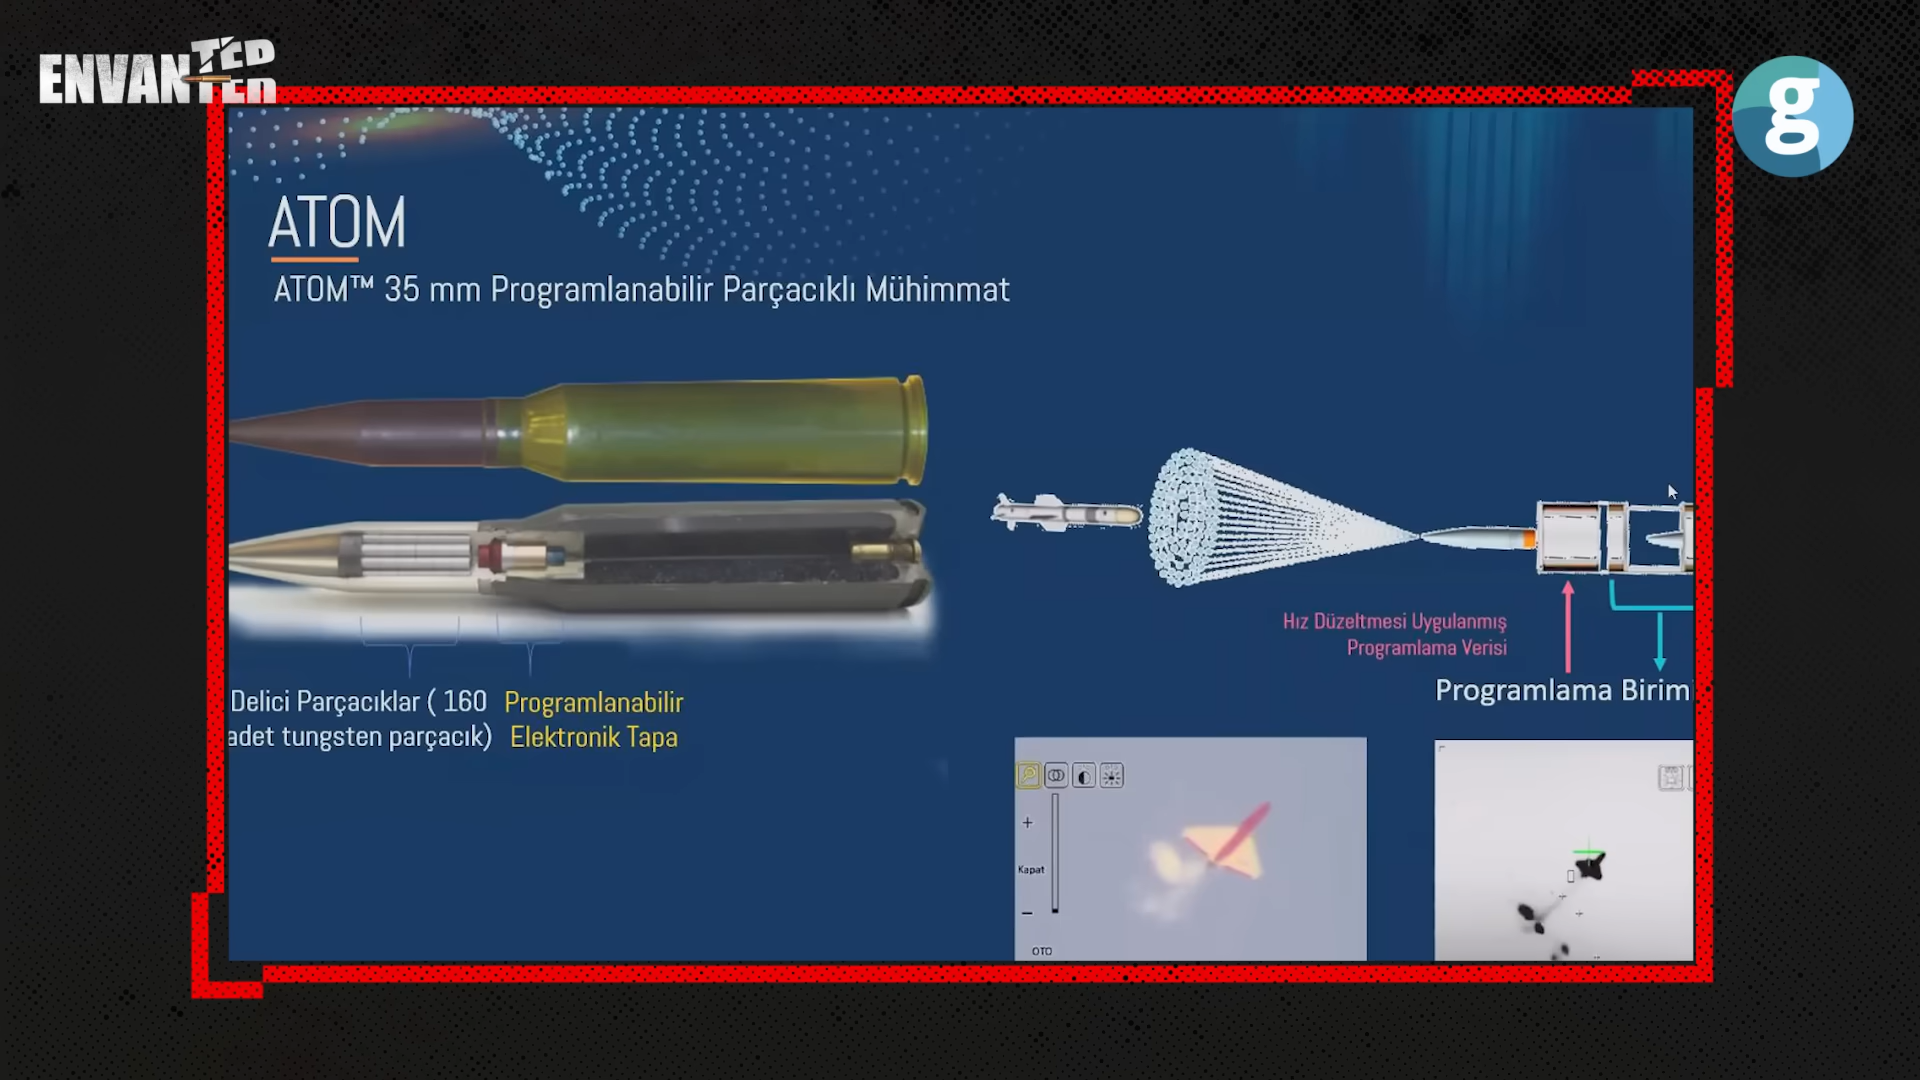 ENVANTER
g
ATOM
ATOM™ 35 mm Programlanabilir Parçacıklı Mühimmat
Hız Düzeltmesi Uygulanmış
Programlama Verisi
Programlama Birim
Delici Parçacıklar ( 160
adet tungsten parçacık)
Programlanabilir
Elektronik Tapa
+
Kapat
−
OTO